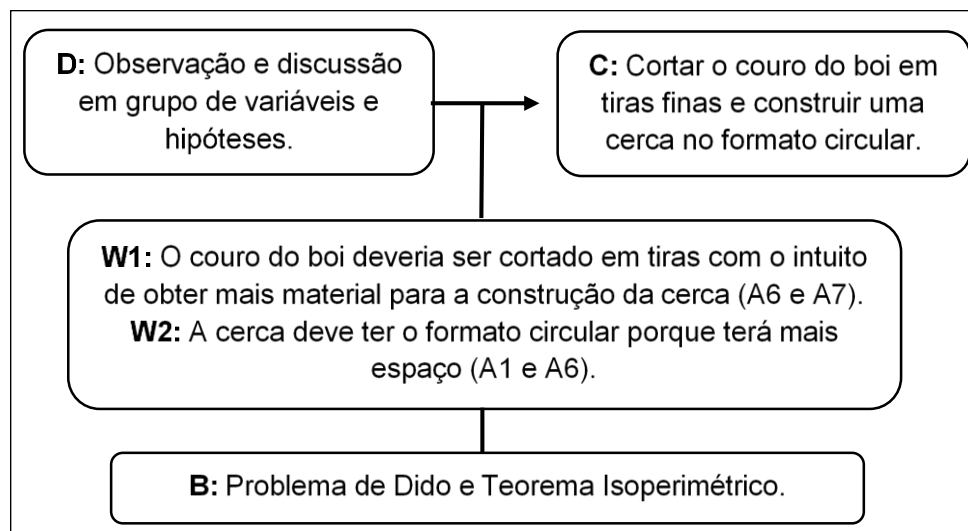 D: Observação e discussão
em grupo de variáveis e
hipóteses.
C: Cortar o couro do boi em
tiras finas e construir uma
cerca no formato circular.
W1: O couro do boi deveria ser cortado em tiras com o intuito
de obter mais material para a construção da cerca (A6 e A7).
W2: A cerca deve ter o formato circular porque terá mais
espaço (A1 e A6).
B: Problema de Dido e Teorema Isoperimétrico.